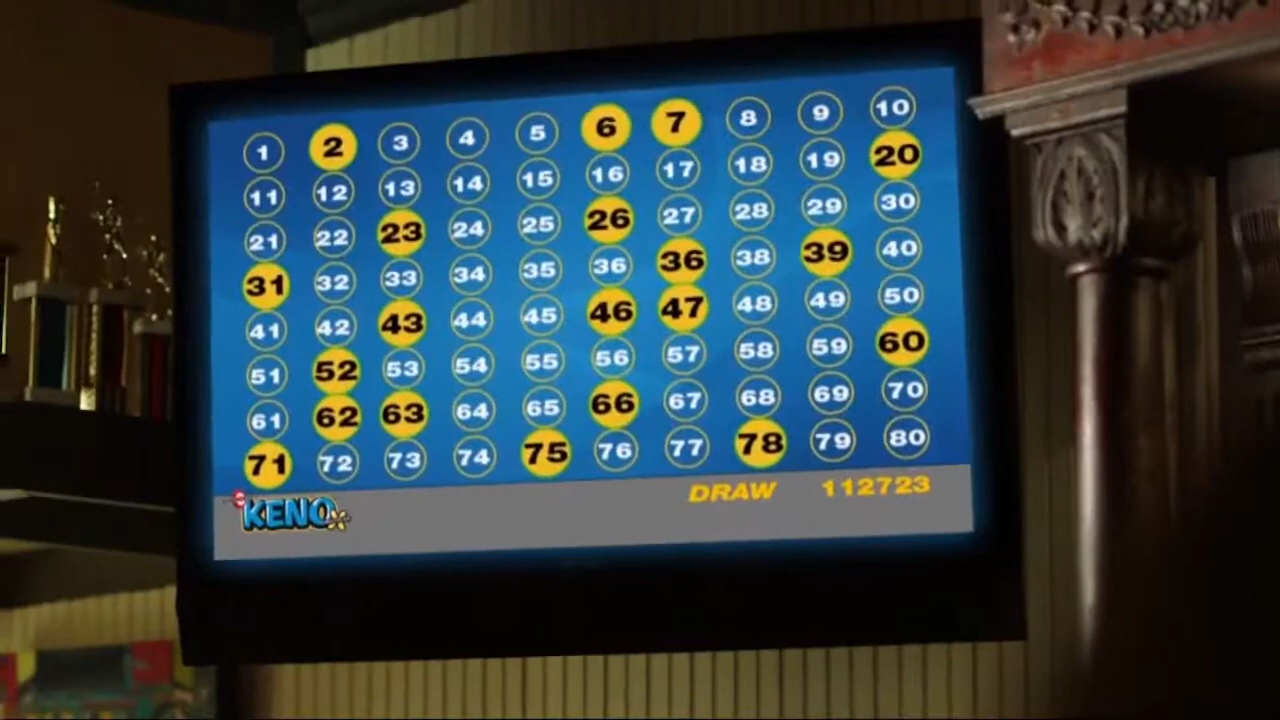 1 2 3 4 5 6 7 8 9 10
11 12 13 14 15 16 17 18 19 20
21 22 23 24 25 26 27 28 29 30
31 32 33 34 35 36 36 38 39 40
41 42 43 44 45 46 47 48 49 50
51 52 53 54 55 56 57 58 59 60
61 62 63 64 65 66 67 68 69 70
71 72 73 74 75 76 77 78 79 80
KENO DRAW 112723